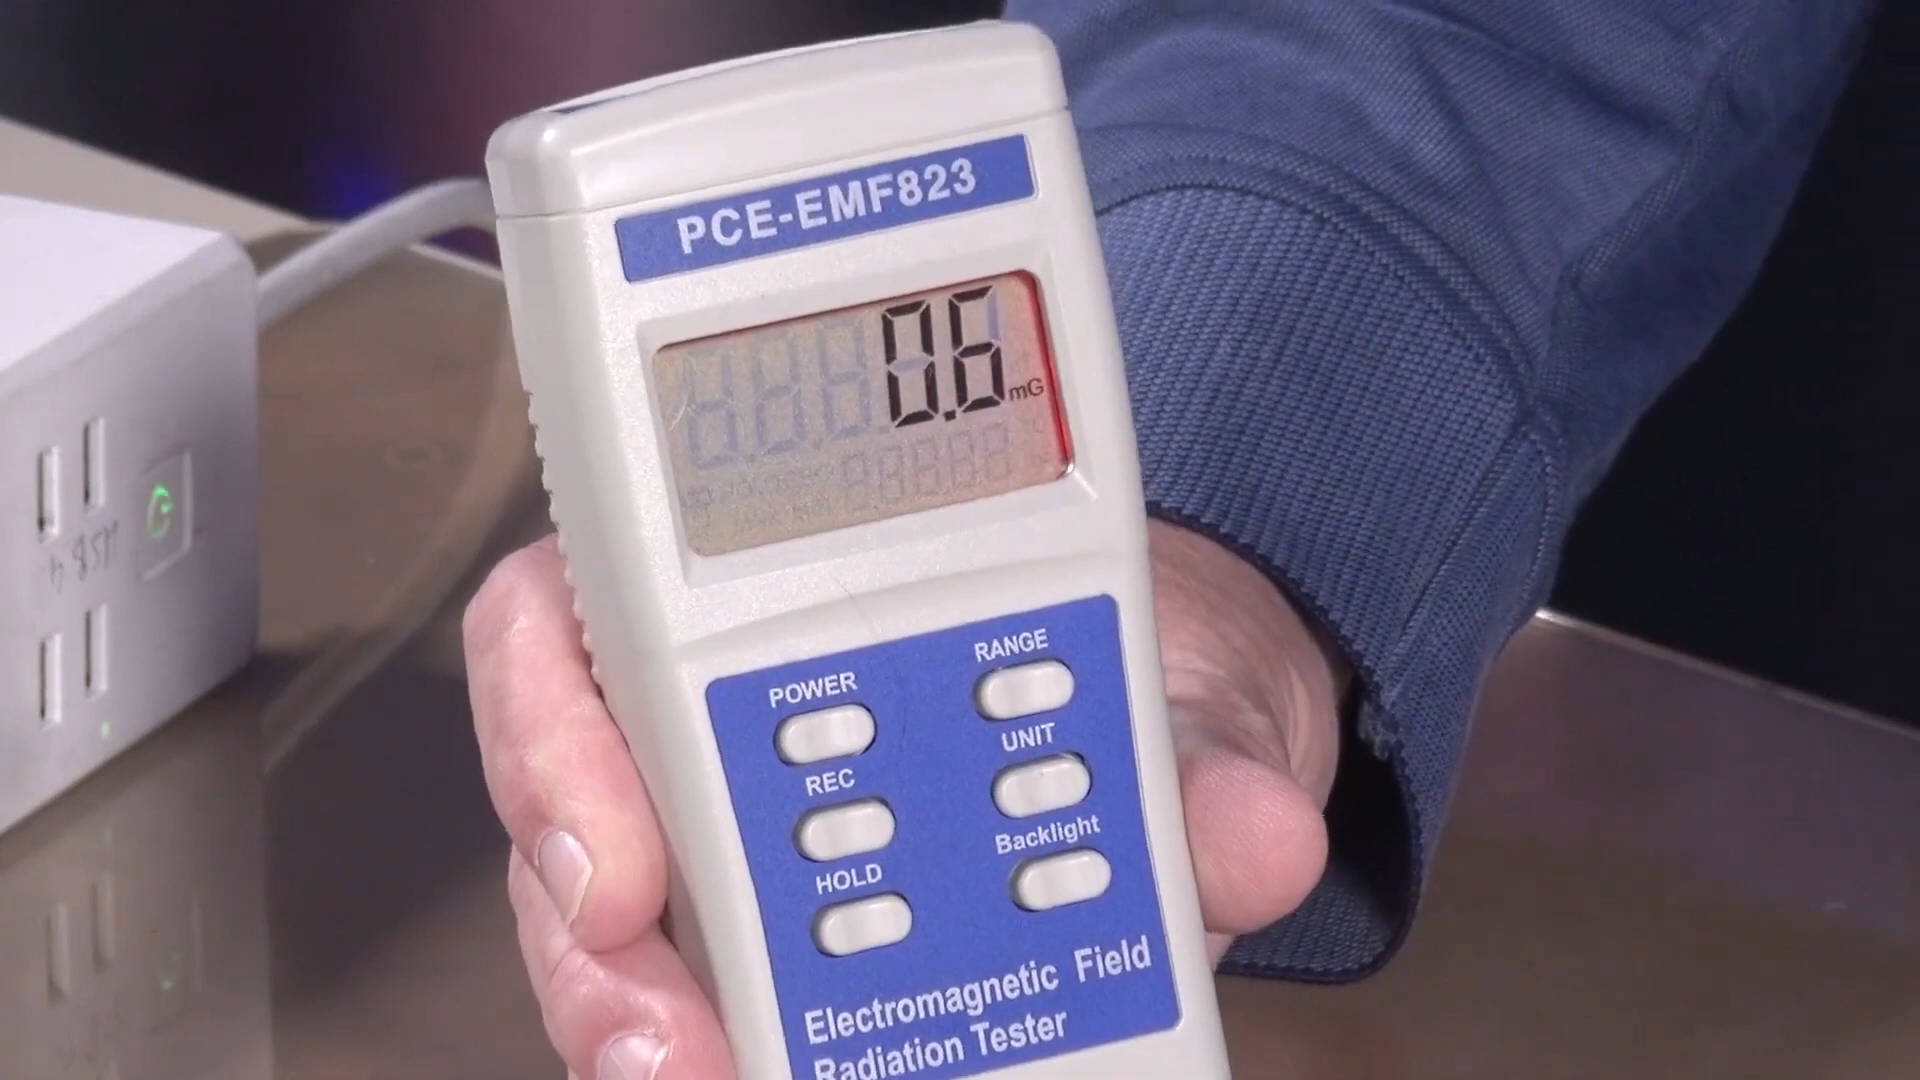 PCE-EMF823
0.6 mG
POWER
RANGE
REC
UNIT
HOLD
Backlight
Electromagnetic Field
Radiation Tester